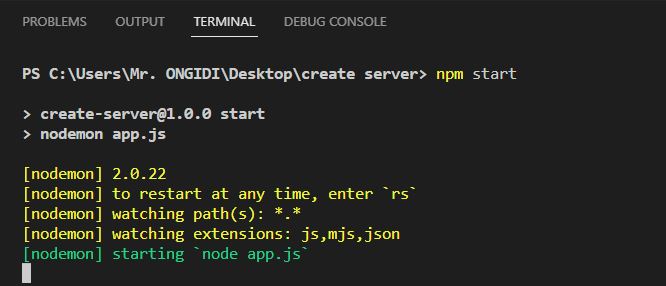 PROBLEMS OUTPUT TERMINAL DEBUG CONSOLE
PS C:\Users\Mr. ONGIDI\Desktop\create server> npm start
> create-server@1.0.0 start
> nodemon app.js
[nodemon] 2.0.22
[nodemon] to restart at any time, enter `rs`
[nodemon] watching path(s): *.*
[nodemon] watching extensions: js,mjs,json
[nodemon] starting `node app.js`